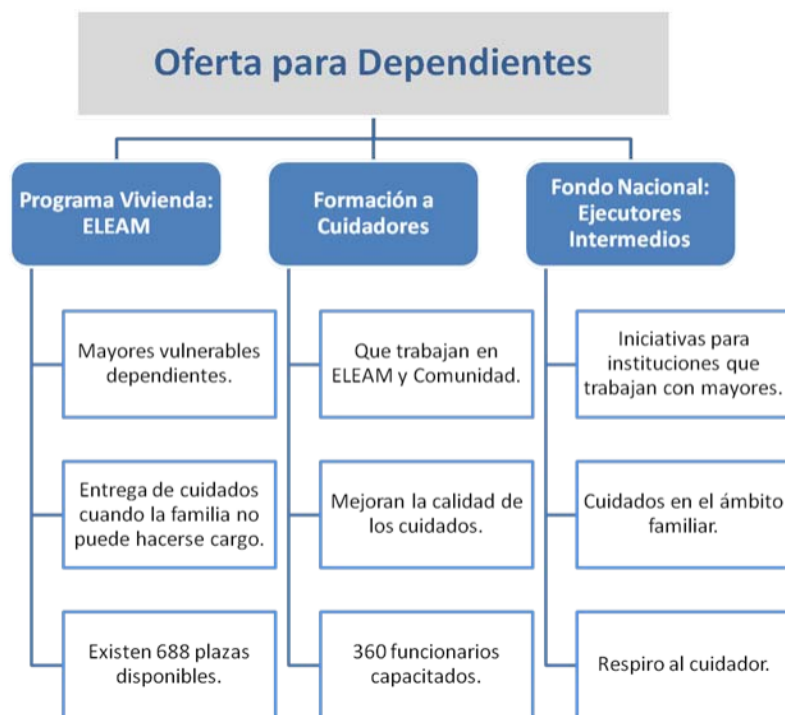 Oferta para Dependientes
Programa Vivienda:
ELEAM
Mayores vulnerables
dependientes.
Entrega de cuidados
cuando la familia no
puede hacerse cargo.
Existen 688 plazas
disponibles.
Formación a
Cuidadores
Que trabajan en
ELEAM y Comunidad.
Mejoran la calidad de
los cuidados.
360 funcionarios
capacitados.
Fondo Nacional:
Ejecutores
Intermedios
Iniciativas para
instituciones que
trabajan con mayores.
Cuidados en el ámbito
familiar.
Respiro al cuidador.